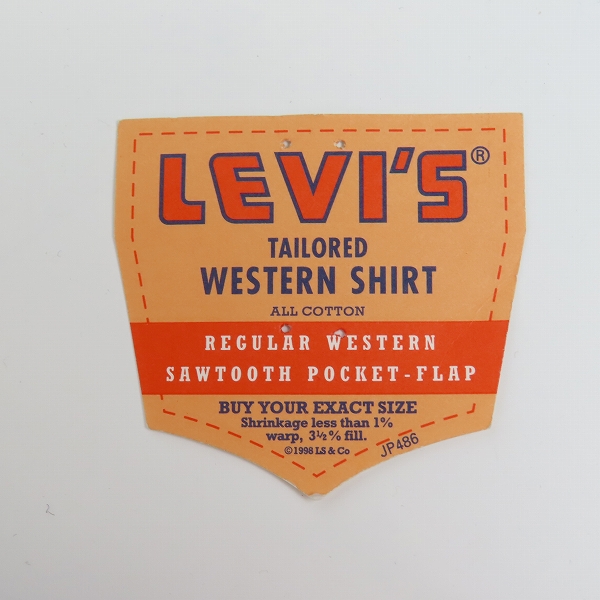 LEVI'S®
TAILORED
WESTERN SHIRT
ALL COTTON
REGULAR WESTERN
SAWTOOTH POCKET-FLAP
BUY YOUR EXACT SIZE
Shrinkage less than 1%
warp, 3½% fill.
©1998 LS & Co
JP486